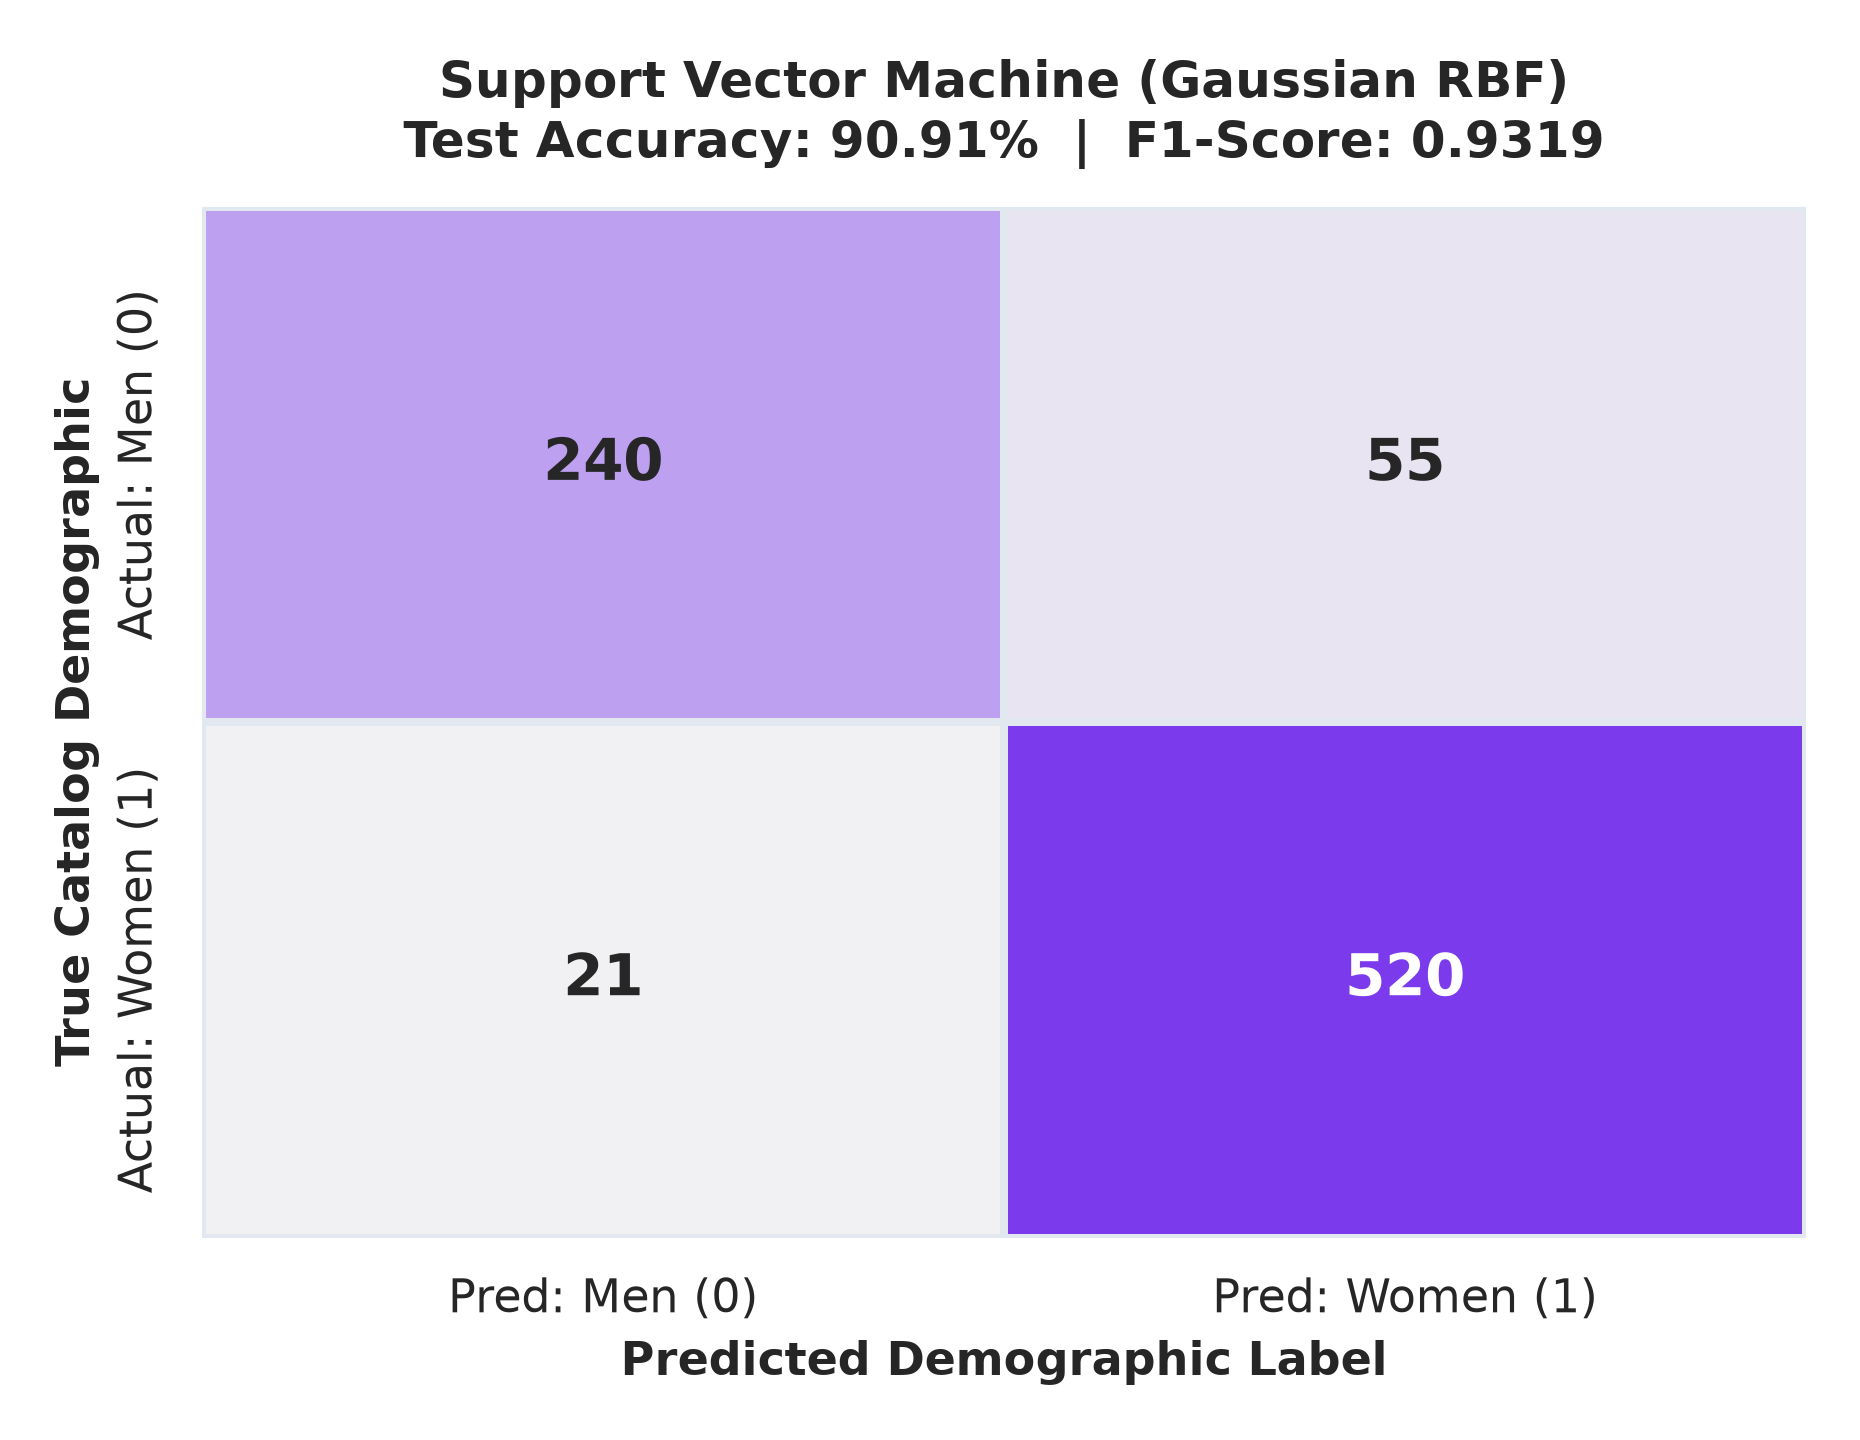 Support Vector Machine (Gaussian RBF)
Test Accuracy: 90.91% | F1-Score: 0.9319
True Catalog Demographic
Actual: Men (0)
240
55
Actual: Women (1)
21
520
Pred: Men (0)
Pred: Women (1)
Predicted Demographic Label